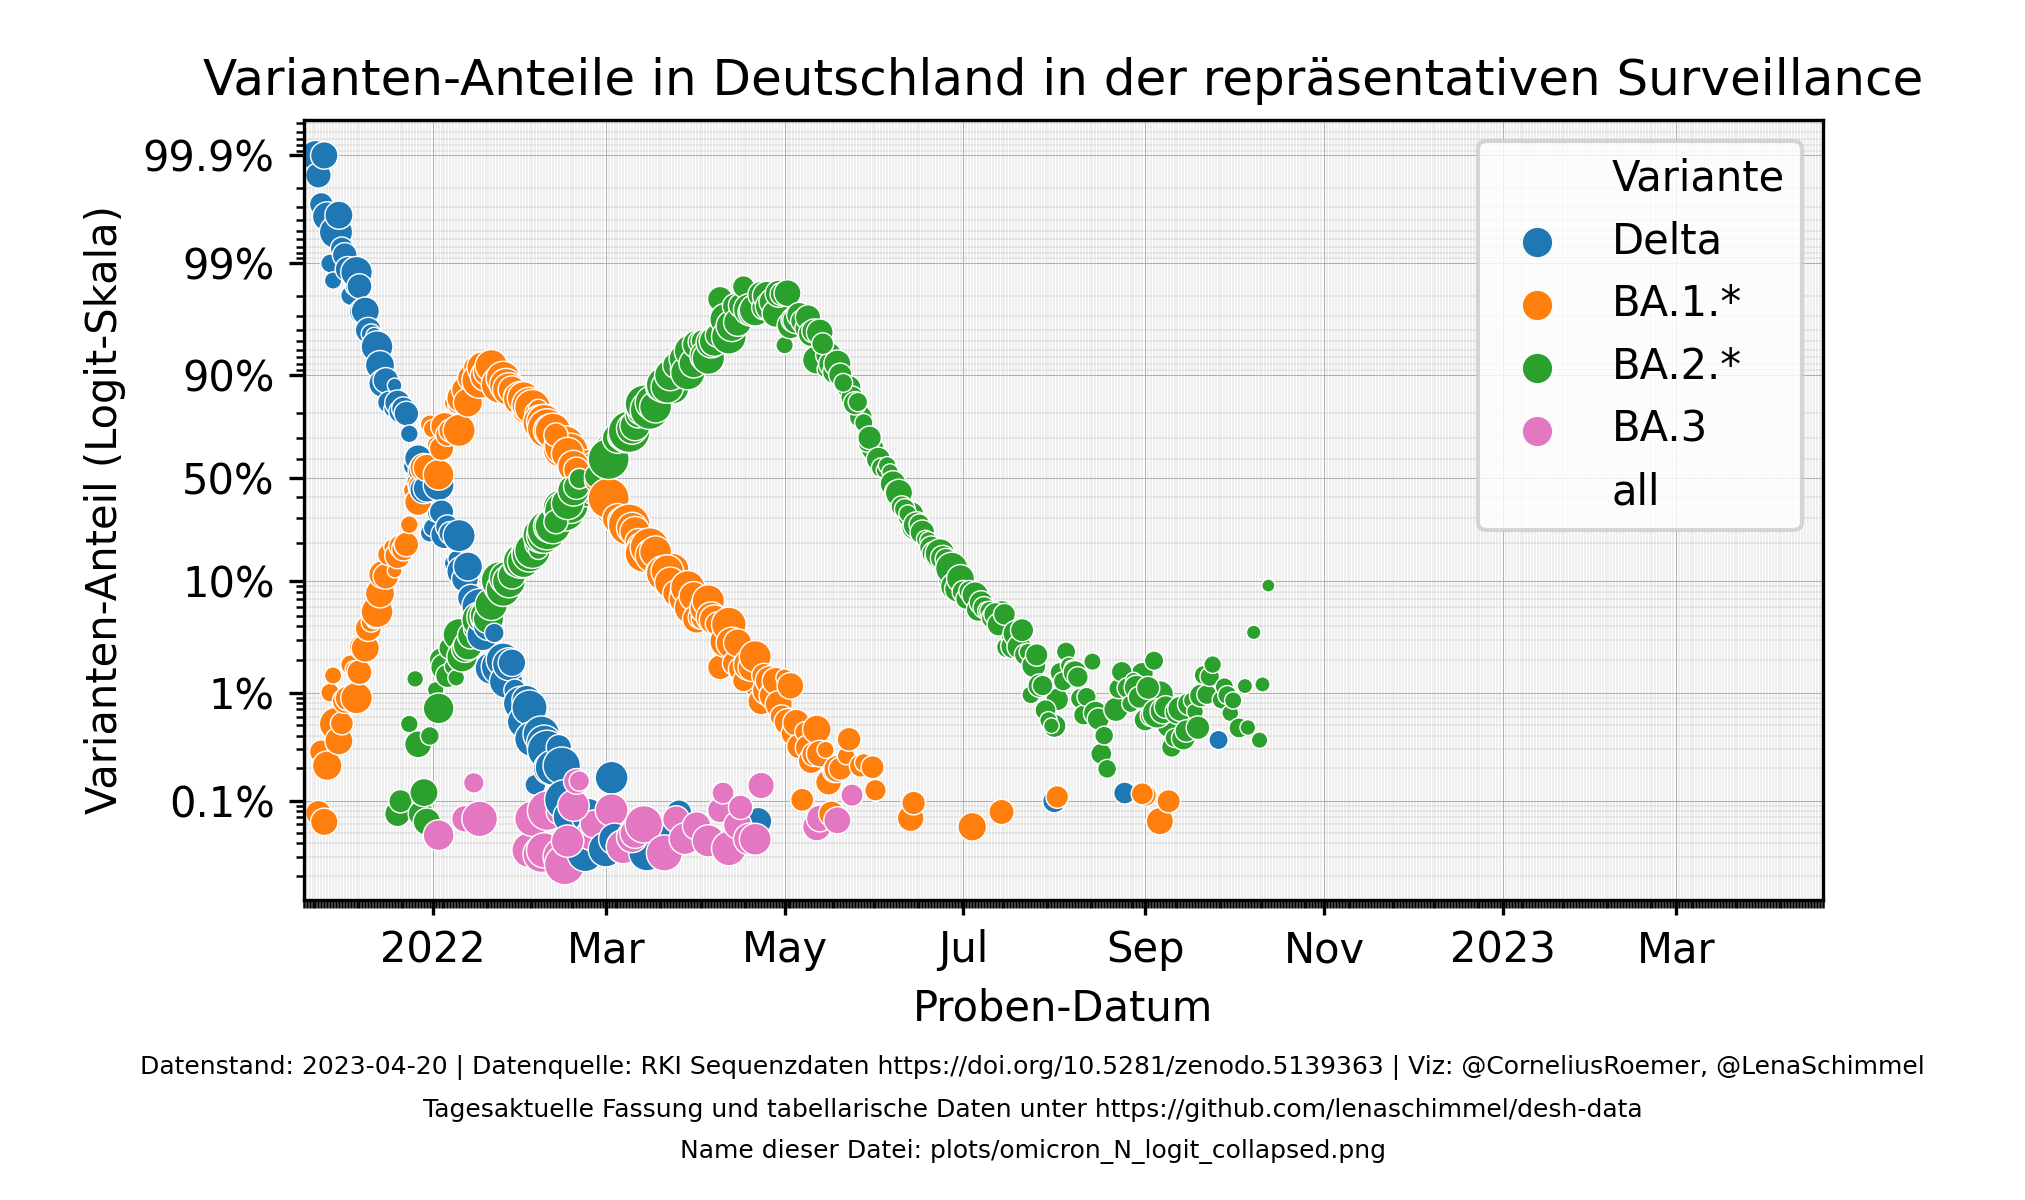 Varianten-Anteile in Deutschland in der repräsentativen Surveillance
Varianten-Anteil (Logit-Skala)
99.9%
99%
90%
50%
10%
1%
0.1%
Variante
Delta
BA.1.*
BA.2.*
BA.3
all
2022 Mar May Jul Sep Nov 2023 Mar
Proben-Datum
Datenstand: 2023-04-20 | Datenquelle: RKI Sequenzdaten https://doi.org/10.5281/zenodo.5139363 | Viz: @CorneliusRoemer, @LenaSchimmel
Tagesaktuelle Fassung und tabellarische Daten unter https://github.com/lenaschimmel/desh-data
Name dieser Datei: plots/omicron_N_logit_collapsed.png